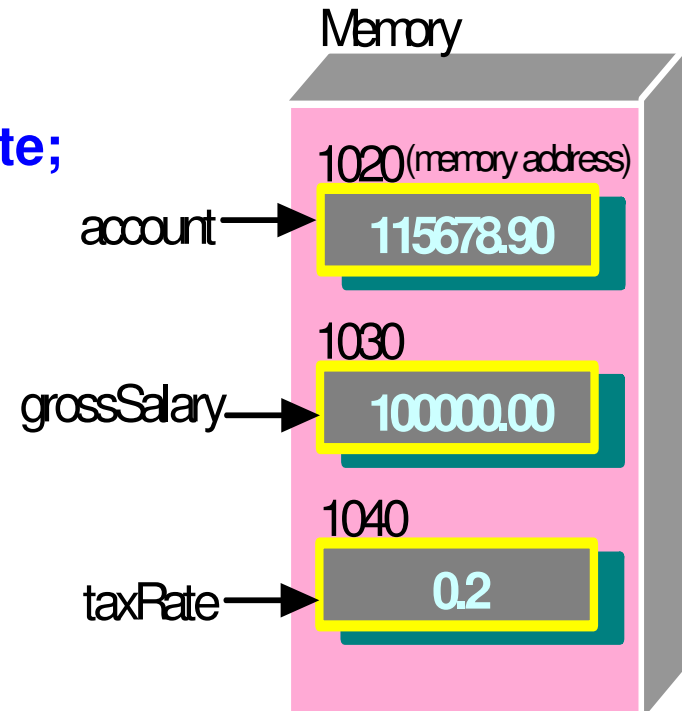 Memory
te;
1020 (memory address)
account
115678.90
1030
grossSalary
100000.00
1040
taxRate
0.2